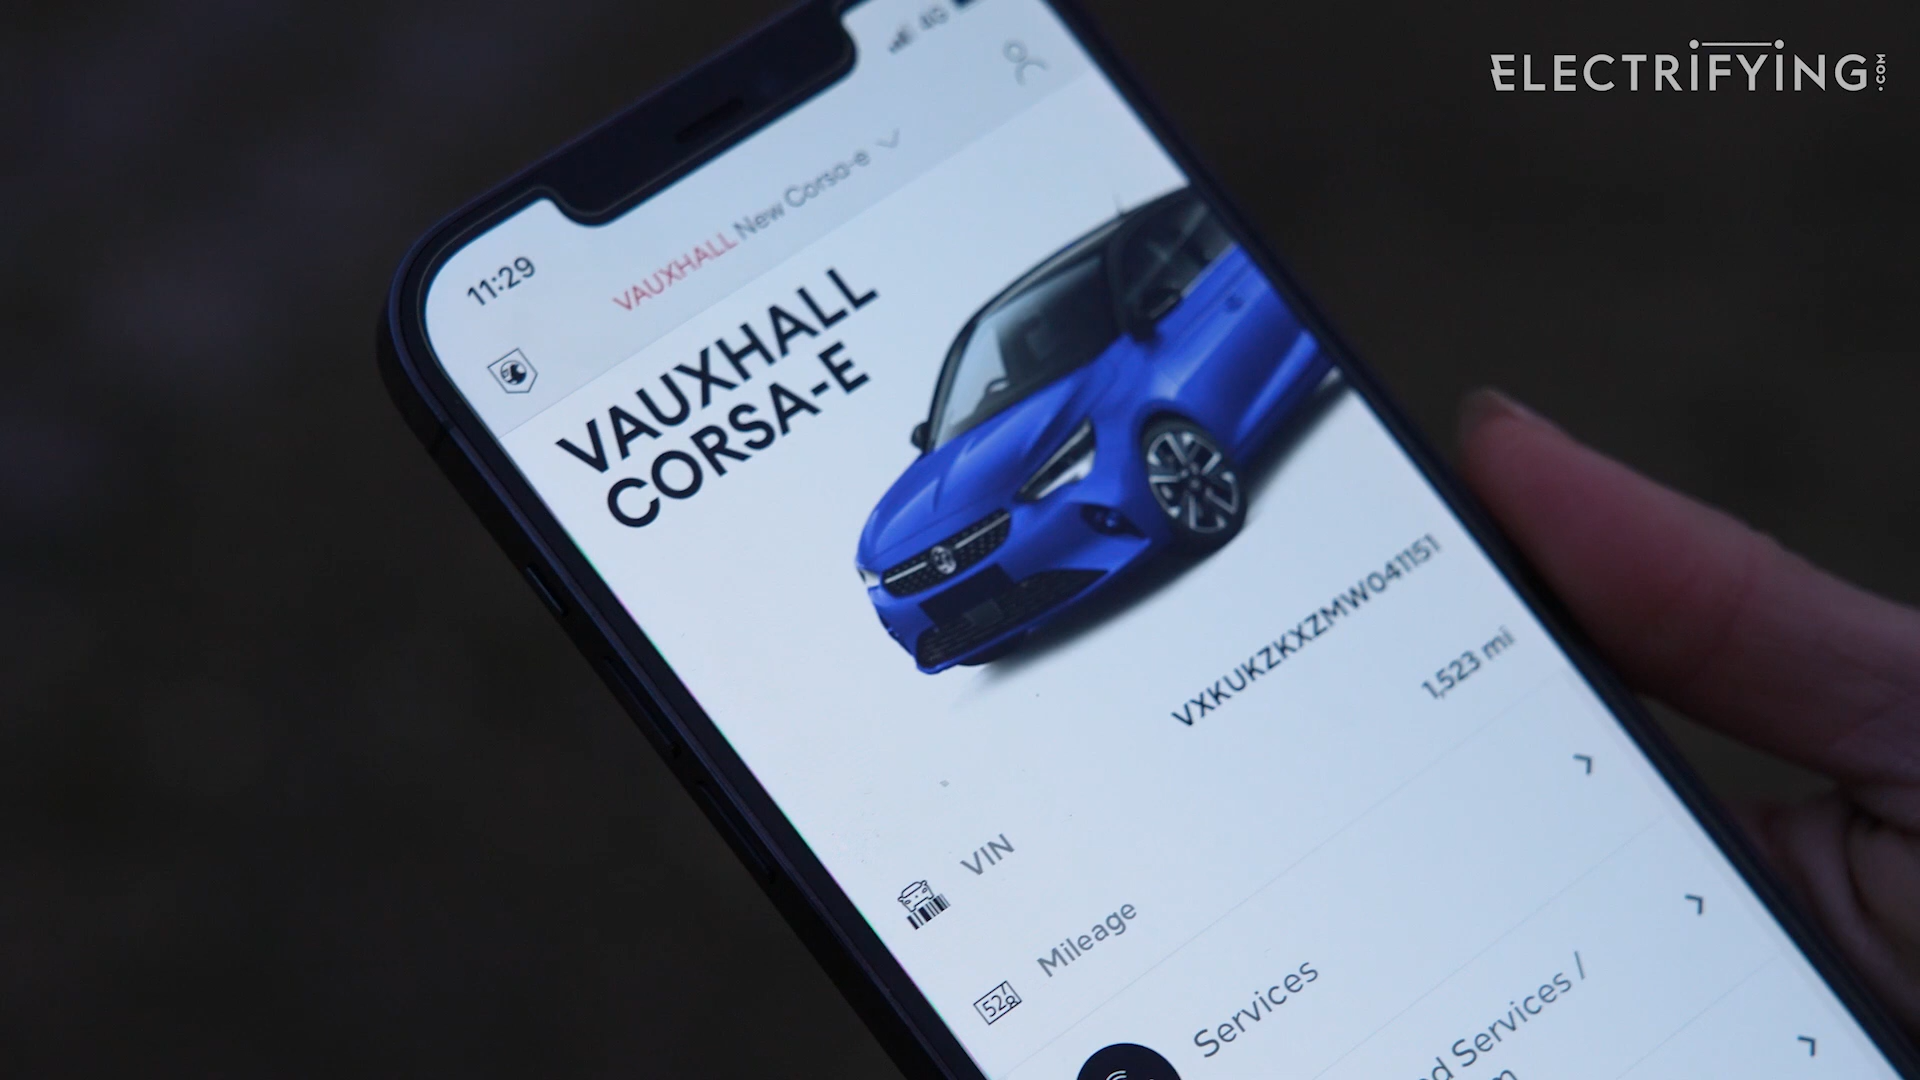 ELECTRIFYING.COM
4G
11:29
VAUXHALL New Corsa-e
VAUXHALL
CORSA-E
VIN
VXKUKZKXZMW041151
Mileage
1,523 mi
Services
d Services /